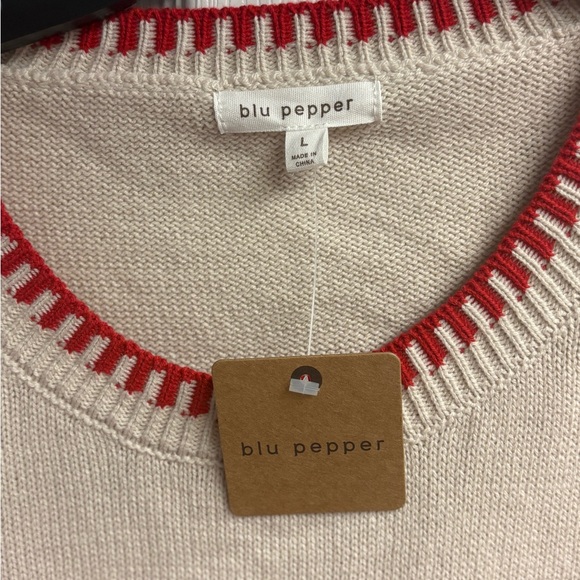 blu pepper
L
MADE IN
CHINA
blu pepper